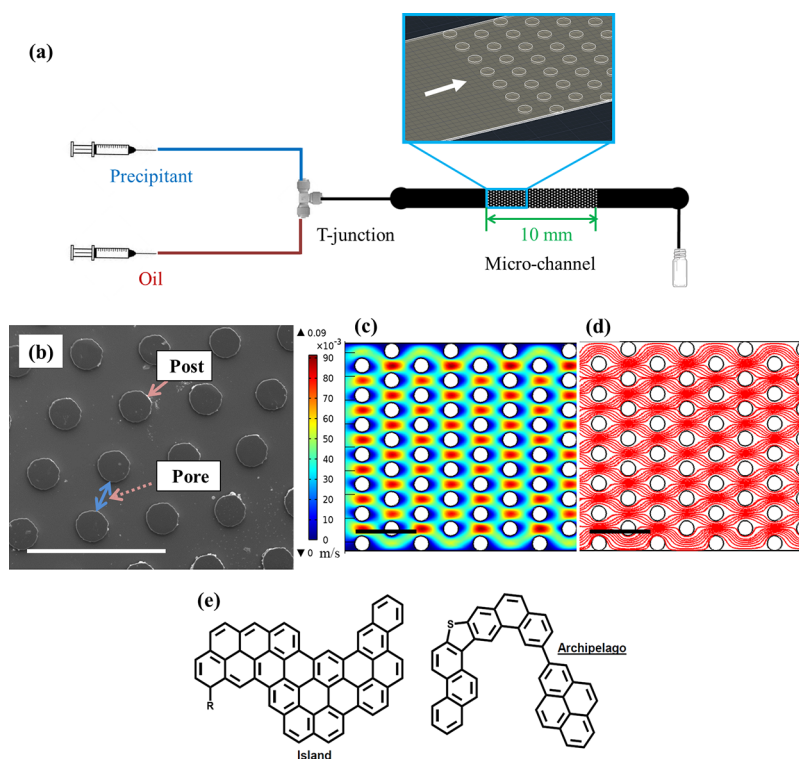 (a)
Precipitant
Oil
T-junction
10 mm
Micro-channel
(b)
Post
Pore
(c)
▲ 0.09
×10⁻³
90
80
70
60
50
40
30
20
10
0
▼ 0 m/s
(d)
(e)
R
Island
S
Archipelago